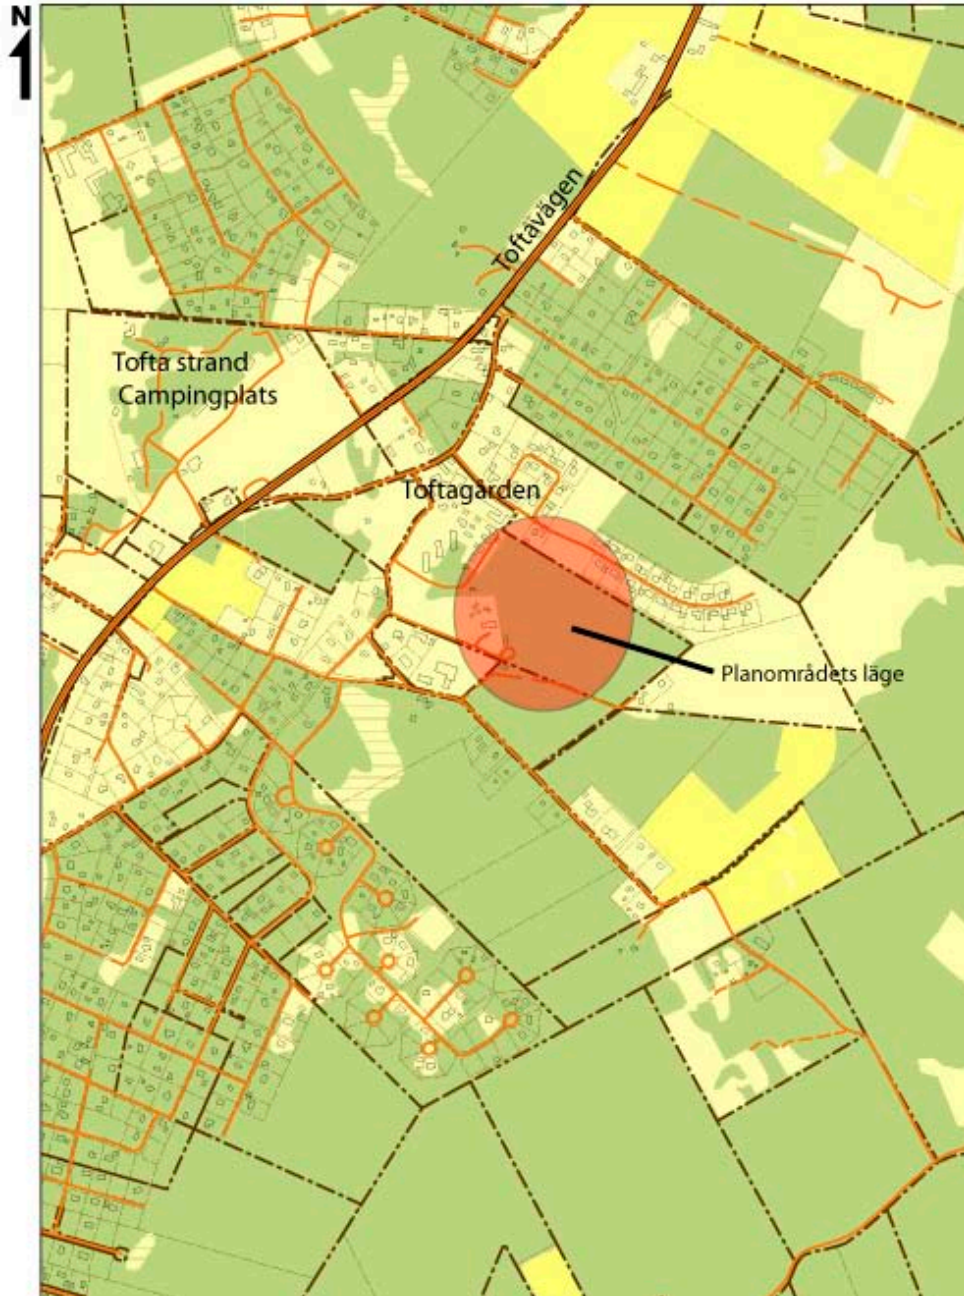 N
Toftavägen
Tofta strand
Campingplats
Toftagården
Planområdets läge